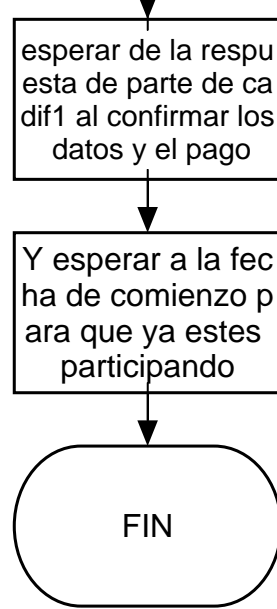 esperar de la respu
esta de parte de ca
dif1 al confirmar los
datos y el pago
Y esperar a la fec
ha de comienzo p
ara que ya estes
participando
FIN